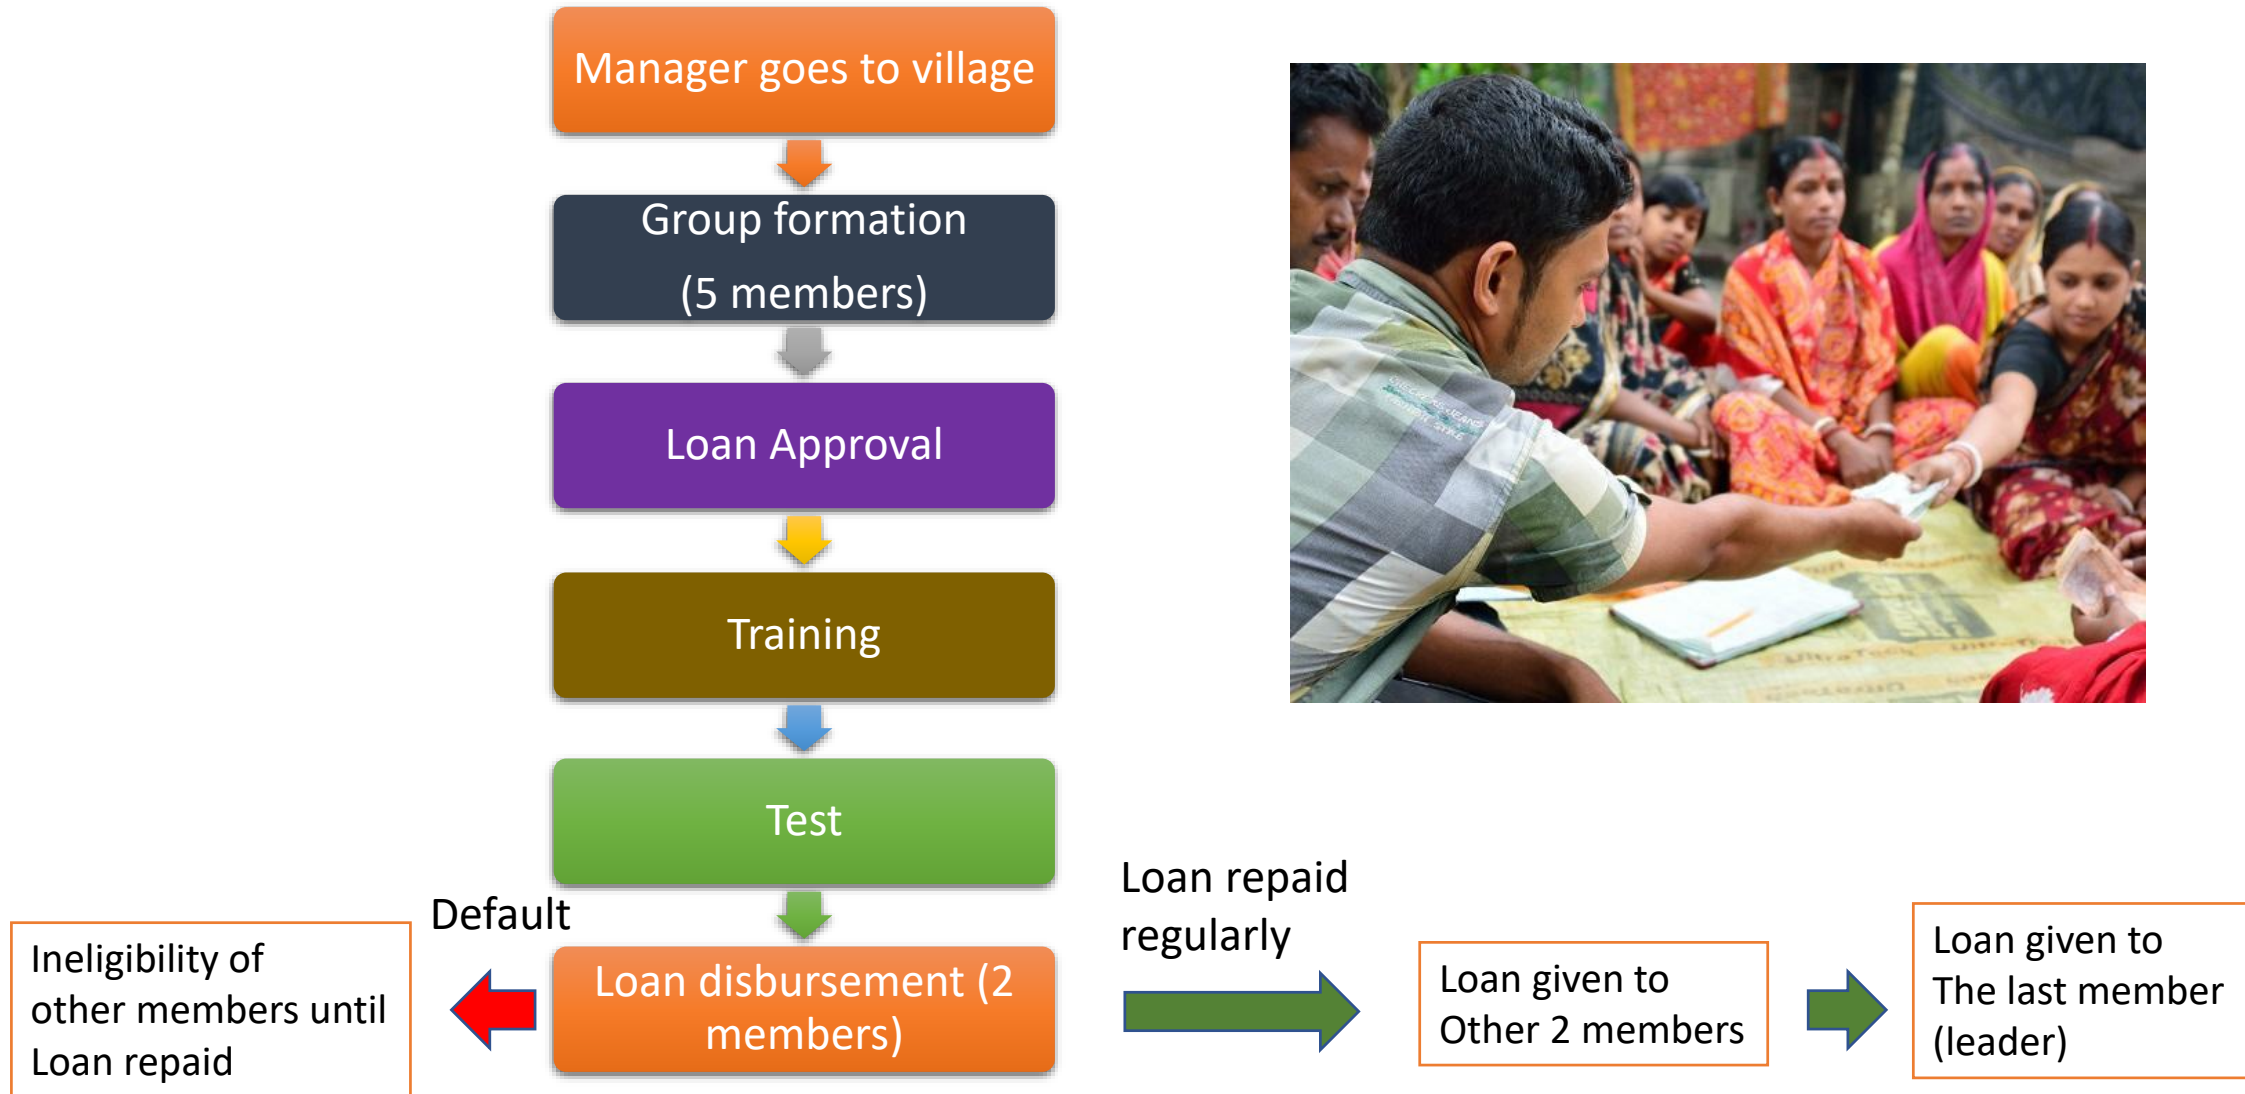 Manager goes to village
Group formation
(5 members)
Loan Approval
Training
Test
Default
Loan disbursement (2
members)
Ineligibility of
other members until
Loan repaid
Loan repaid
regularly
Loan given to
Other 2 members
Loan given to
The last member
(leader)